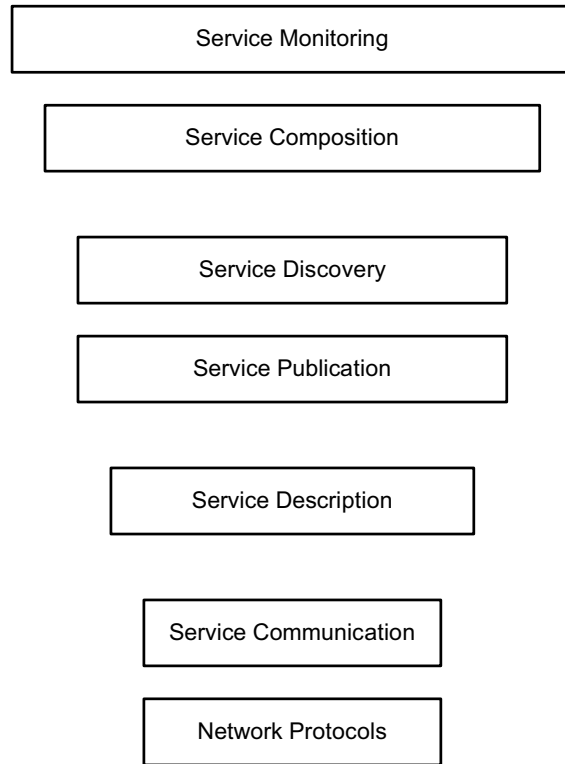 Service Monitoring
Service Composition
Service Discovery
Service Publication
Service Description
Service Communication
Network Protocols